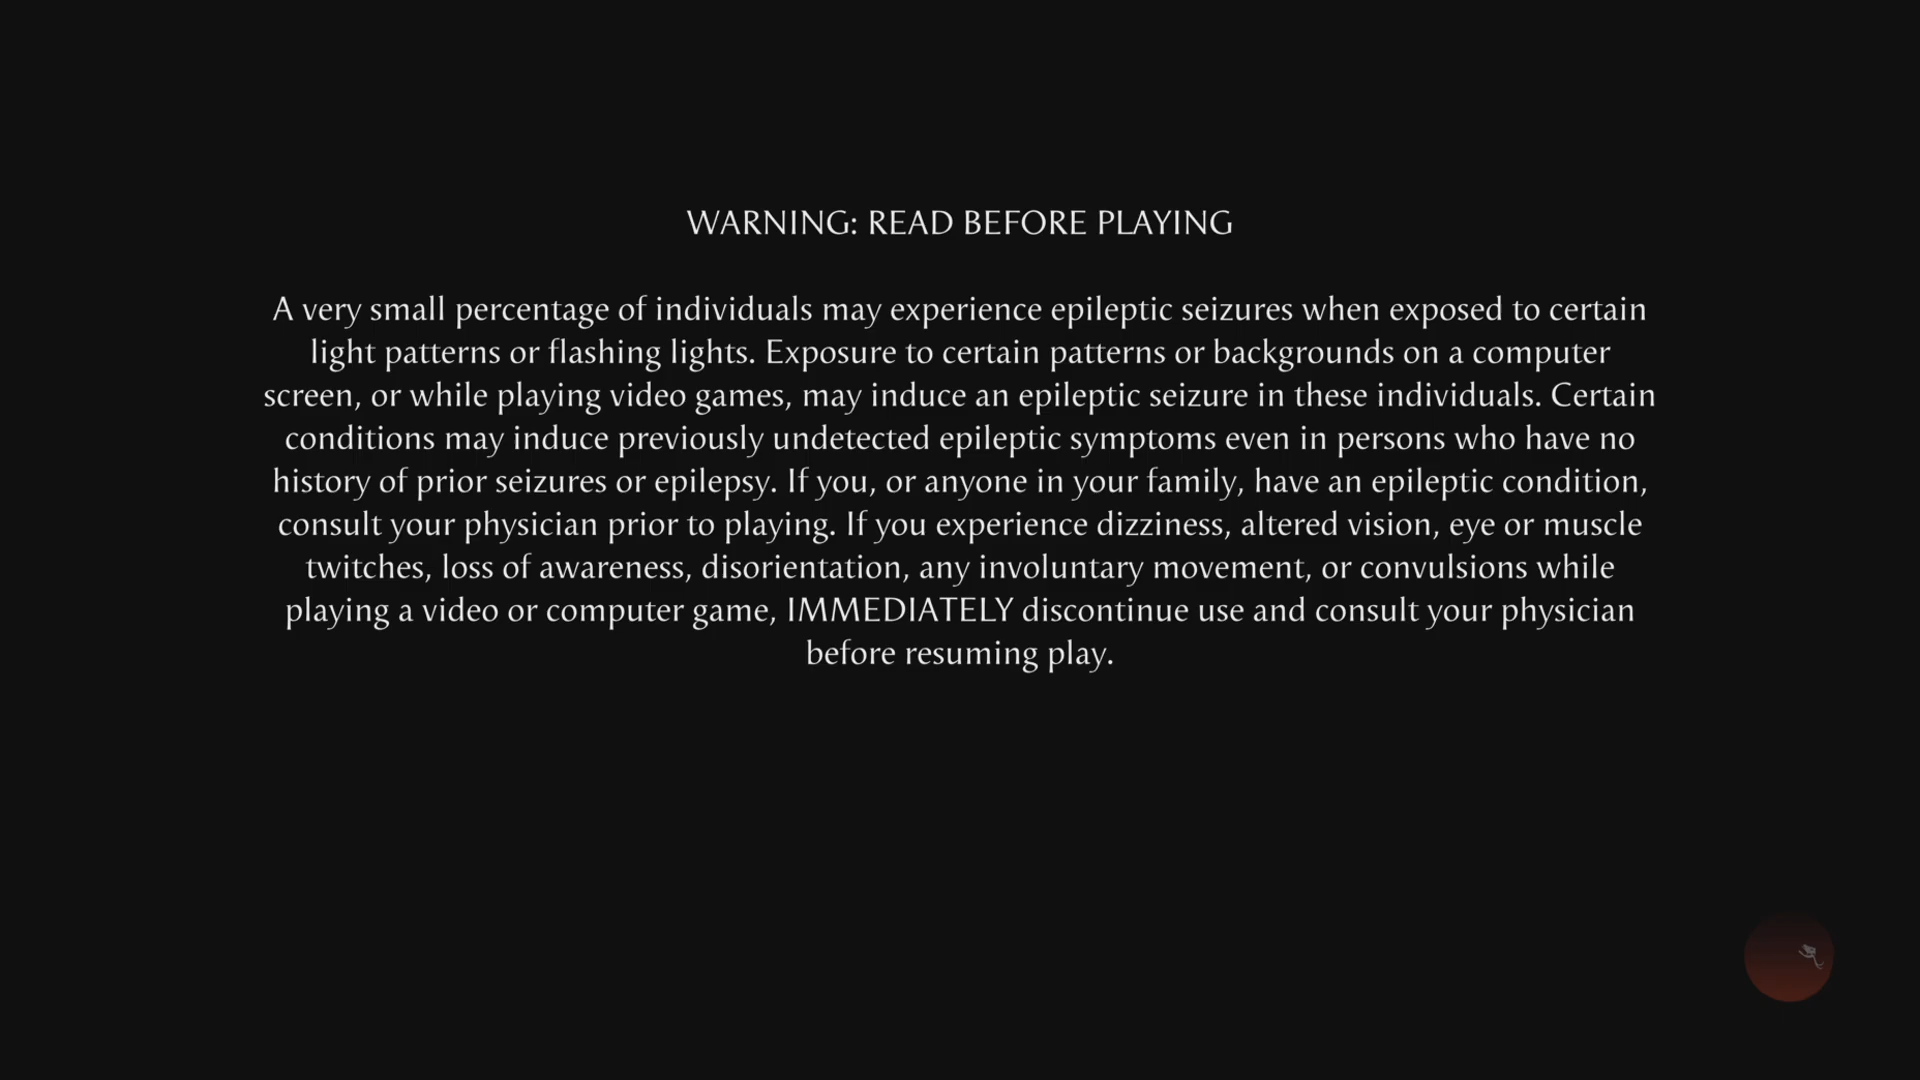 WARNING: READ BEFORE PLAYING
A very small percentage of individuals may experience epileptic seizures when exposed to certain
light patterns or flashing lights. Exposure to certain patterns or backgrounds on a computer
screen, or while playing video games, may induce an epileptic seizure in these individuals. Certain
conditions may induce previously undetected epileptic symptoms even in persons who have no
history of prior seizures or epilepsy. If you, or anyone in your family, have an epileptic condition,
consult your physician prior to playing. If you experience dizziness, altered vision, eye or muscle
twitches, loss of awareness, disorientation, any involuntary movement, or convulsions while
playing a video or computer game, IMMEDIATELY discontinue use and consult your physician
before resuming play.